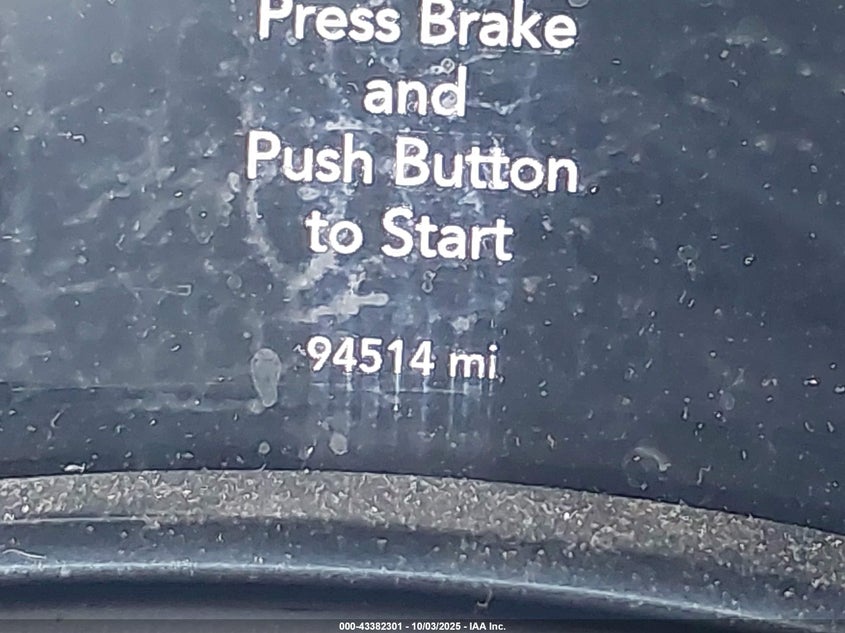 Press Brake
and
Push Button
to Start
94514 mi
000-43382301 - 10/03/2025 - IAA Inc.